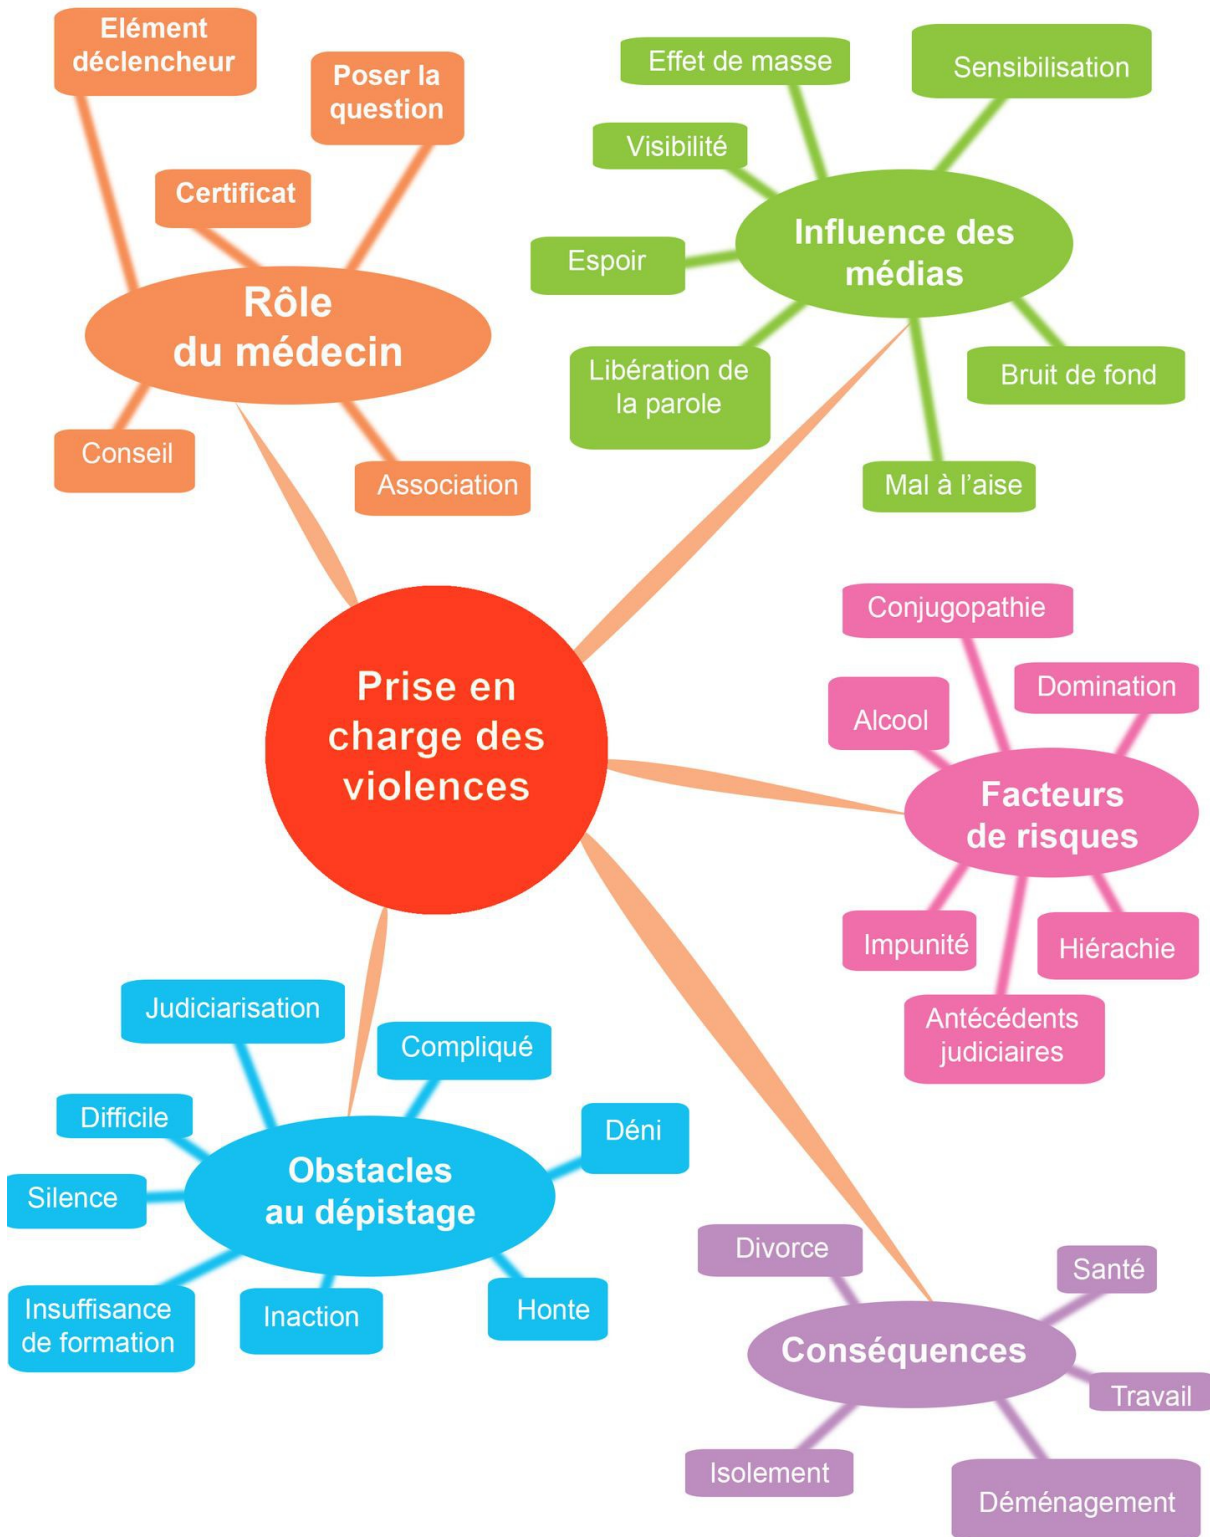 Elément
déclencheur
Poser la
question
Certificat
Rôle
du médecin
Conseil
Association
Effet de masse
Sensibilisation
Visibilité
Influence des
médias
Espoir
Libération de
la parole
Bruit de fond
Mal à l’aise
Prise en
charge des
violences
Conjugopathie
Domination
Alcool
Facteurs
de risques
Impunité
Hiérachie
Antécédents
judiciaires
Judiciarisation
Compliqué
Difficile
Déni
Obstacles
au dépistage
Silence
Insuffisance
de formation
Inaction
Honte
Divorce
Santé
Conséquences
Travail
Isolement
Déménagement